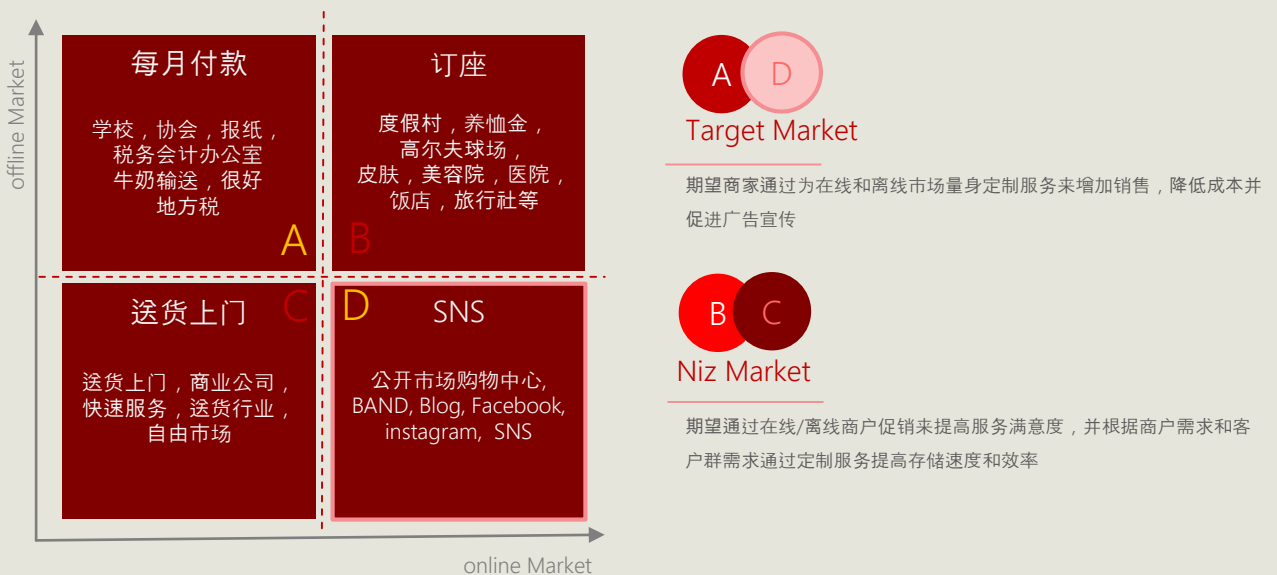 offline Market
每月付款
学校，协会，报纸，
税务会计办公室
牛奶输送，很好
地方税
A
订座
度假村，养恤金，
高尔夫球场，
皮肤，美容院，医院，
饭店，旅行社等
B
送货上门
C
送货上门，商业公司，
快速服务，送货行业，
自由市场
D
SNS
公开市场购物中心,
BAND, Blog, Facebook,
instagram, SNS
online Market
A
D
Target Market
期望商家通过为在线和离线市场量身定制服务来增加销售，降低成本并
促进广告宣传
B
C
Niz Market
期望通过在线/离线商户促销来提高服务满意度，并根据商户需求和客
户群需求通过定制服务提高存储速度和效率